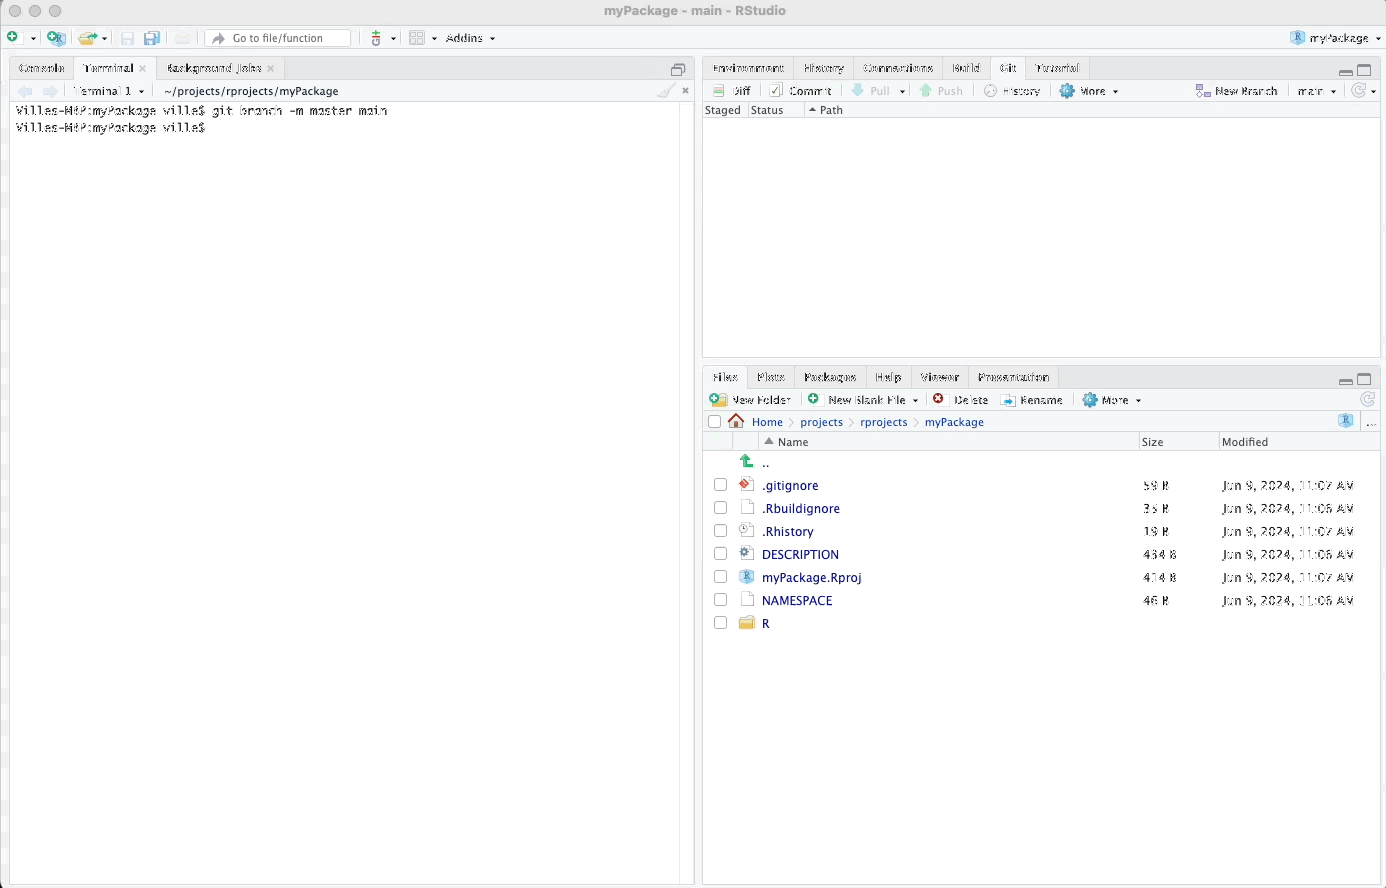 myPackage - main - RStudio
Go to file/function
Addins
myPackage
Console
Terminal
Background Jobs
Terminal 1
~/projects/rprojects/myPackage
Villes-MBP:myPackage ville$ git branch -m master main
Villes-MBP:myPackage ville$
Environment
History
Connections
Build
Git
Tutorial
Diff
Commit
Pull
Push
History
More
New Branch
main
Staged
Status
Path
Files
Plots
Packages
Help
Viewer
Presentation
New Folder
New Blank File
Delete
Rename
More
Home
projects
rprojects
myPackage
...
Name
Size
Modified
..
.gitignore
59 B
Jun 9, 2024, 11:07 AM
.Rbuildignore
35 B
Jun 9, 2024, 11:06 AM
.Rhistory
19 B
Jun 9, 2024, 11:06 AM
DESCRIPTION
434 B
Jun 9, 2024, 11:06 AM
myPackage.Rproj
414 B
Jun 9, 2024, 11:07 AM
NAMESPACE
46 B
Jun 9, 2024, 11:06 AM
R